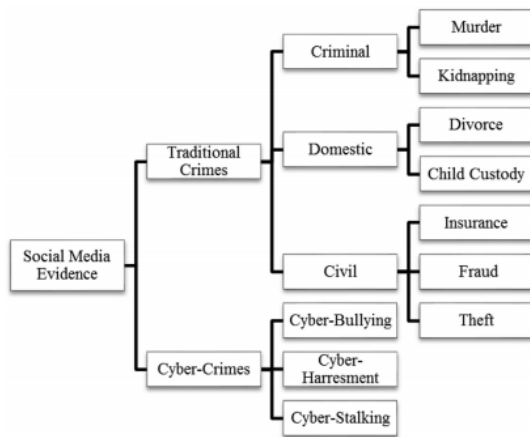 Murder
Criminal
Kidnapping
Divorce
Traditional
Crimes
Domestic
Child Custody
Insurance
Social Media
Evidence
Civil
Fraud
Cyber-Bullying
Theft
Cyber-Crimes
Cyber-
Harresment
Cyber-Stalking